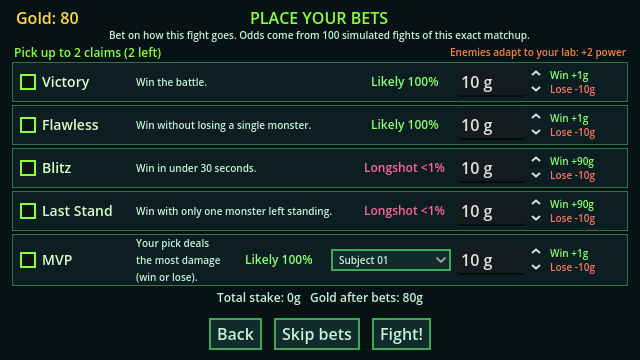 Gold: 80
PLACE YOUR BETS
Bet on how this fight goes. Odds come from 100 simulated fights of this exact matchup.
Pick up to 2 claims (2 left)
Enemies adapt to your lab: +2 power
Victory
Win the battle.
Likely 100%
10 g
Win +1g
Lose -10g
Flawless
Win without losing a single monster.
Likely 100%
10 g
Win +1g
Lose -10g
Blitz
Win in under 30 seconds.
Longshot <1%
10 g
Win +90g
Lose -10g
Last Stand
Win with only one monster left standing.
Longshot <1%
10 g
Win +90g
Lose -10g
MVP
Your pick deals
the most damage
(win or lose).
Likely 100%
Subject 01
10 g
Win +1g
Lose -10g
Total stake: 0g Gold after bets: 80g
Back
Skip bets
Fight!